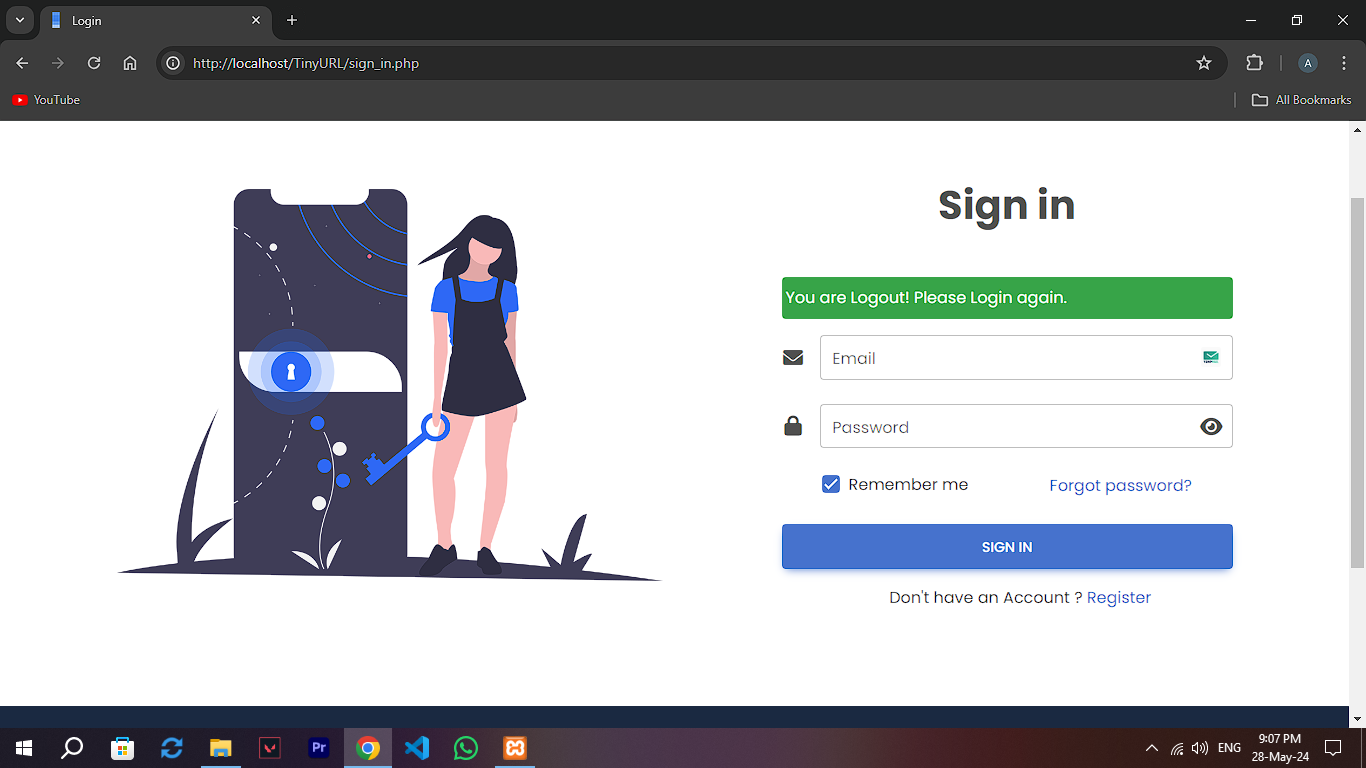 Login
http://localhost/TinyURL/sign_in.php
A
YouTube
All Bookmarks
Sign in
You are Logout! Please Login again.
Email
Password
Remember me
Forgot password?
SIGN IN
Don't have an Account ? Register
Pr
ENG
9:07 PM
28-May-24